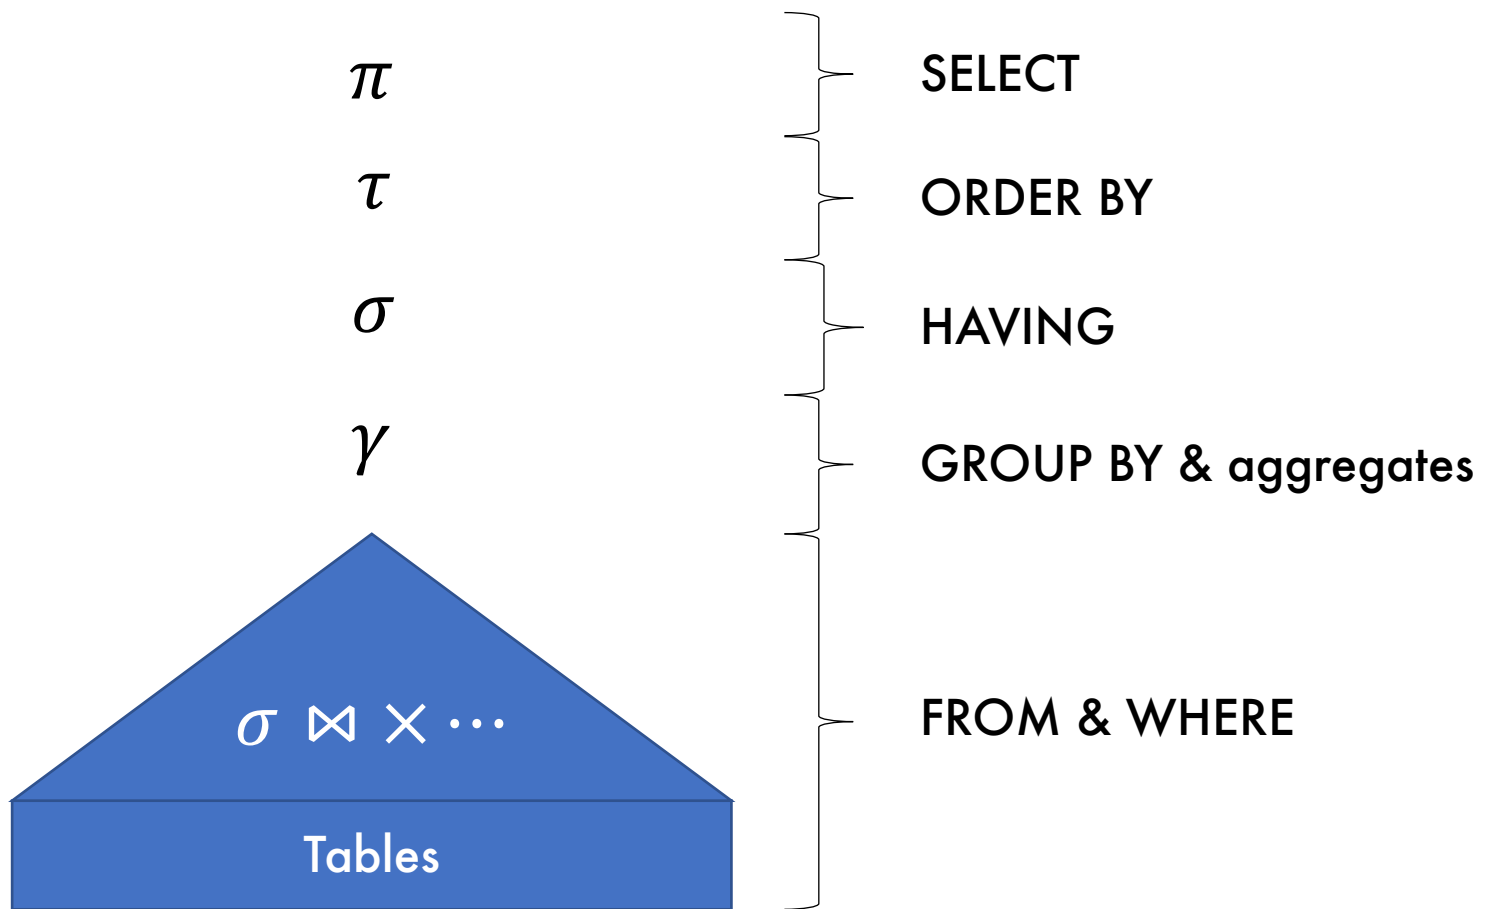 π SELECT
τ ORDER BY
σ HAVING
γ GROUP BY & aggregates
σ ⋈ × ⋯ FROM & WHERE
Tables